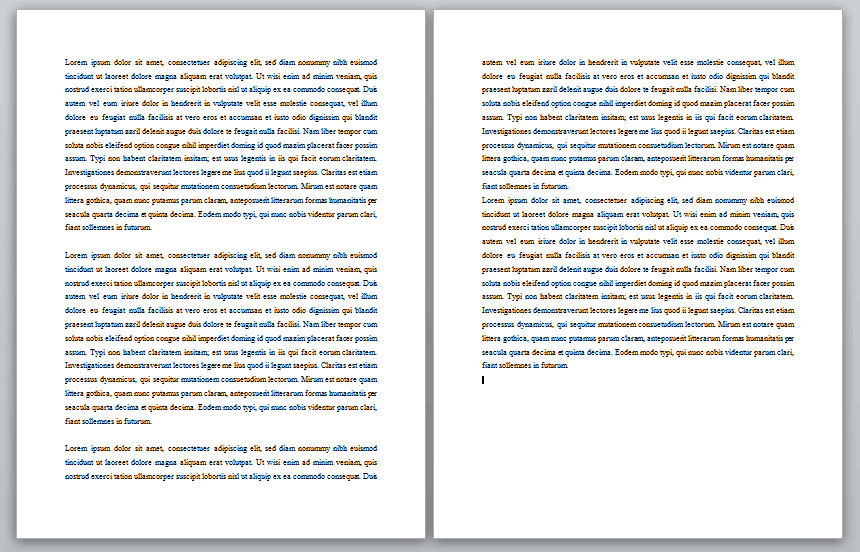 Lorem ipsum dolor sit amet, consectetuer adipiscing elit, sed diam nonummy nibh euismod
tincidunt ut laoreet dolore magna aliquam erat volutpat. Ut wisi enim ad minim veniam, quis
nostrud exerci tation ullamcorper suscipit lobortis nisl ut aliquip ex ea commodo consequat. Duis
autem vel eum iriure dolor in hendrerit in vulputate velit esse molestie consequat, vel illum
dolore eu feugiat nulla facilisis at vero eros et accumsan et iusto odio dignissim qui blandit
praesent luptatum zzril delenit augue duis dolore te feugait nulla facilisi. Nam liber tempor cum
soluta nobis eleifend option congue nihil imperdiet doming id quod mazim placerat facer possim
assum. Typi non habent claritatem insitam; est usus legentis in iis qui facit eorum claritatem.
Investigationes demonstraverunt lectores legere me lius quod ii legunt saepius. Claritas est etiam
processus dynamicus, qui sequitur mutationem consuetudium lectorum. Mirum est notare quam
littera gothica, quam nunc putamus parum claram, anteposuerit litterarum formas humanitatis per
seacula quarta decima et quinta decima. Eodem modo typi, qui nunc nobis videntur parum clari,
fiant sollemnes in futurum.
Lorem ipsum dolor sit amet, consectetuer adipiscing elit, sed diam nonummy nibh euismod
tincidunt ut laoreet dolore magna aliquam erat volutpat. Ut wisi enim ad minim veniam, quis
nostrud exerci tation ullamcorper suscipit lobortis nisl ut aliquip ex ea commodo consequat. Duis
autem vel eum iriure dolor in hendrerit in vulputate velit esse molestie consequat, vel illum
dolore eu feugiat nulla facilisis at vero eros et accumsan et iusto odio dignissim qui blandit
praesent luptatum zzril delenit augue duis dolore te feugait nulla facilisi. Nam liber tempor cum
soluta nobis eleifend option congue nihil imperdiet doming id quod mazim placerat facer possim
assum. Typi non habent claritatem insitam; est usus legentis in iis qui facit eorum claritatem.
Investigationes demonstraverunt lectores legere me lius quod ii legunt saepius. Claritas est etiam
processus dynamicus, qui sequitur mutationem consuetudium lectorum. Mirum est notare quam
littera gothica, quam nunc putamus parum claram, anteposuerit litterarum formas humanitatis per
seacula quarta decima et quinta decima. Eodem modo typi, qui nunc nobis videntur parum clari,
fiant sollemnes in futurum.
Lorem ipsum dolor sit amet, consectetuer adipiscing elit, sed diam nonummy nibh euismod
tincidunt ut laoreet dolore magna aliquam erat volutpat. Ut wisi enim ad minim veniam, quis
nostrud exerci tation ullamcorper suscipit lobortis nisl ut aliquip ex ea commodo consequat. Duis
autem vel eum iriure dolor in hendrerit in vulputate velit esse molestie consequat, vel illum
dolore eu feugiat nulla facilisis at vero eros et accumsan et iusto odio dignissim qui blandit
praesent luptatum zzril delenit augue duis dolore te feugait nulla facilisi. Nam liber tempor cum
soluta nobis eleifend option congue nihil imperdiet doming id quod mazim placerat facer possim
assum. Typi non habent claritatem insitam; est usus legentis in iis qui facit eorum claritatem.
Investigationes demonstraverunt lectores legere me lius quod ii legunt saepius. Claritas est etiam
processus dynamicus, qui sequitur mutationem consuetudium lectorum. Mirum est notare quam
littera gothica, quam nunc putamus parum claram, anteposuerit litterarum formas humanitatis per
seacula quarta decima et quinta decima. Eodem modo typi, qui nunc nobis videntur parum clari,
fiant sollemnes in futurum.
Lorem ipsum dolor sit amet, consectetuer adipiscing elit, sed diam nonummy nibh euismod
tincidunt ut laoreet dolore magna aliquam erat volutpat. Ut wisi enim ad minim veniam, quis
nostrud exerci tation ullamcorper suscipit lobortis nisl ut aliquip ex ea commodo consequat. Duis
autem vel eum iriure dolor in hendrerit in vulputate velit esse molestie consequat, vel illum
dolore eu feugiat nulla facilisis at vero eros et accumsan et iusto odio dignissim qui blandit
praesent luptatum zzril delenit augue duis dolore te feugait nulla facilisi. Nam liber tempor cum
soluta nobis eleifend option congue nihil imperdiet doming id quod mazim placerat facer possim
assum. Typi non habent claritatem insitam; est usus legentis in iis qui facit eorum claritatem.
Investigationes demonstraverunt lectores legere me lius quod ii legunt saepius. Claritas est etiam
processus dynamicus, qui sequitur mutationem consuetudium lectorum. Mirum est notare quam
littera gothica, quam nunc putamus parum claram, anteposuerit litterarum formas humanitatis per
seacula quarta decima et quinta decima. Eodem modo typi, qui nunc nobis videntur parum clari,
fiant sollemnes in futurum.